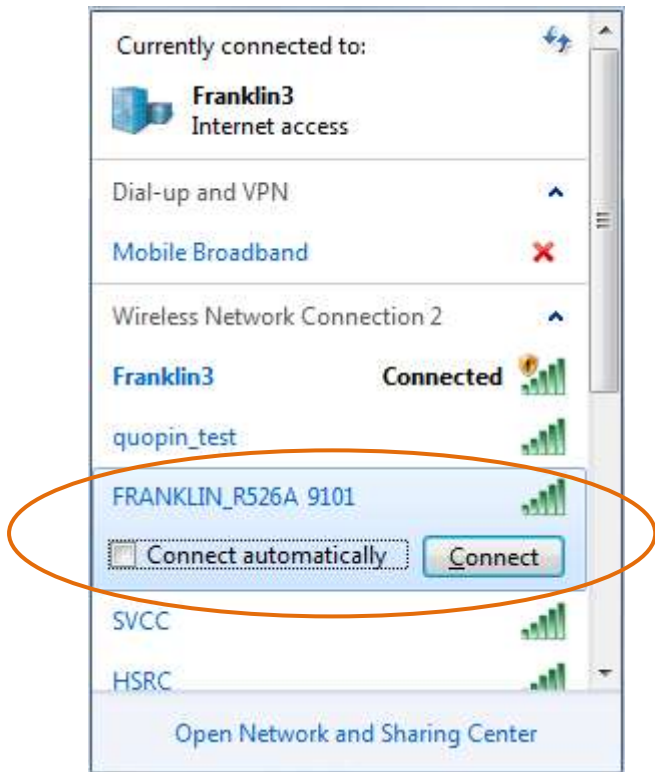 Currently connected to:
Franklin3
Internet access
Dial-up and VPN
Mobile Broadband
Wireless Network Connection 2
Franklin3 Connected
quopin_test
FRANKLIN_R526A 9101
Connect automatically Connect
SVCC
HSRC
Open Network and Sharing Center